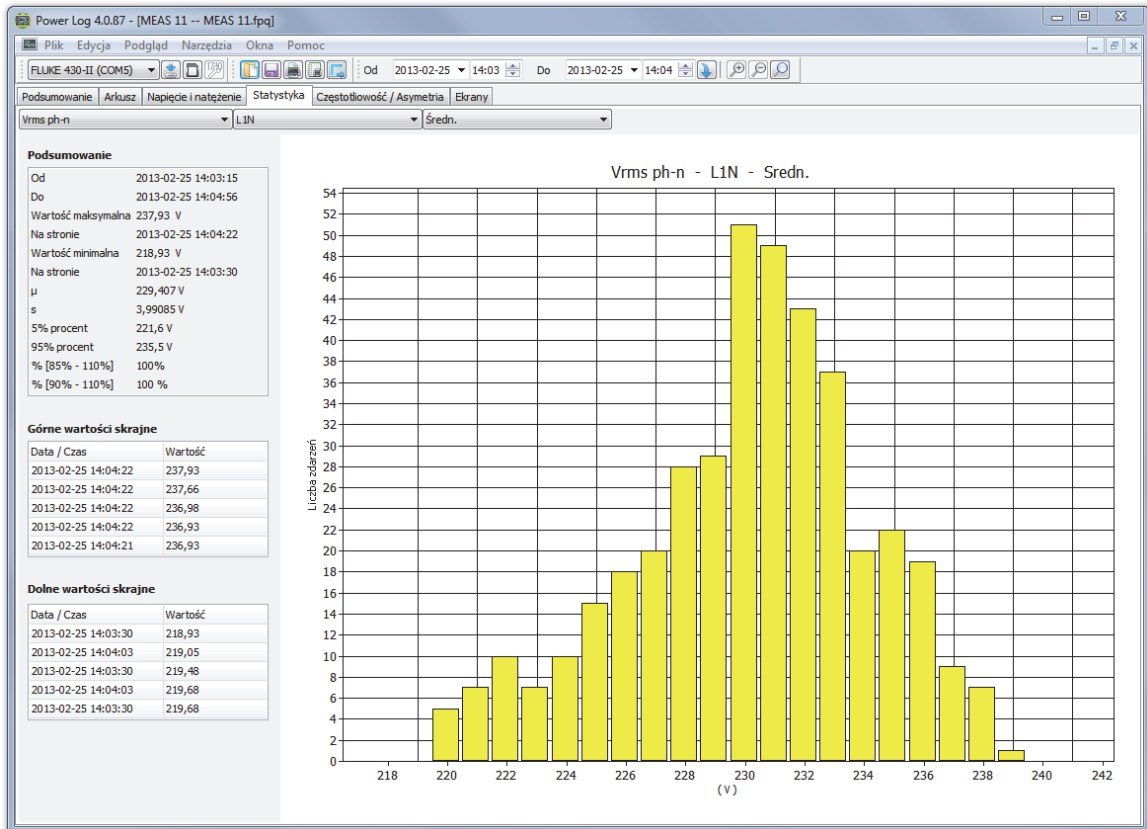 Power Log 4.0.87 - [MEAS 11 -- MEAS 11.fpq]
Plik Edycja Podgląd Narzędzia Okna Pomoc
FLUKE 430-II (COM5) Od 2013-02-25 14:03 Do 2013-02-25 14:04
Podsumowanie Arkusz Napięcie i natężenie Statystyka Częstotliowość / Asymetria Ekrany
Vrms ph-n L1N Średn.
Podsumowanie
Od 2013-02-25 14:03:15
Do 2013-02-25 14:04:56
Wartość maksymalna 237,93 V
Na stronie 2013-02-25 14:04:22
Wartość minimalna 218,93 V
Na stronie 2013-02-25 14:03:30
µ 229,407 V
s 3,99085 V
5% procent 221,6 V
95% procent 235,5 V
% [85% - 110%] 100%
% [90% - 110%] 100 %
Górne wartości skrajne
Data / Czas Wartość
2013-02-25 14:04:22 237,93
2013-02-25 14:04:22 237,66
2013-02-25 14:04:22 236,98
2013-02-25 14:04:22 236,93
2013-02-25 14:04:21 236,93
Dolne wartości skrajne
Data / Czas Wartość
2013-02-25 14:03:30 218,93
2013-02-25 14:04:03 219,05
2013-02-25 14:03:30 219,48
2013-02-25 14:04:03 219,68
2013-02-25 14:03:30 219,68
Vrms ph-n - L1N - Sredn.
54
52
50
48
46
44
42
40
38
36
34
32
30
28
26
24
22
20
18
16
14
12
10
8
6
4
2
0
Liczba zdarzeń
218 220 222 224 226 228 230 232 234 236 238 240 242
(V)